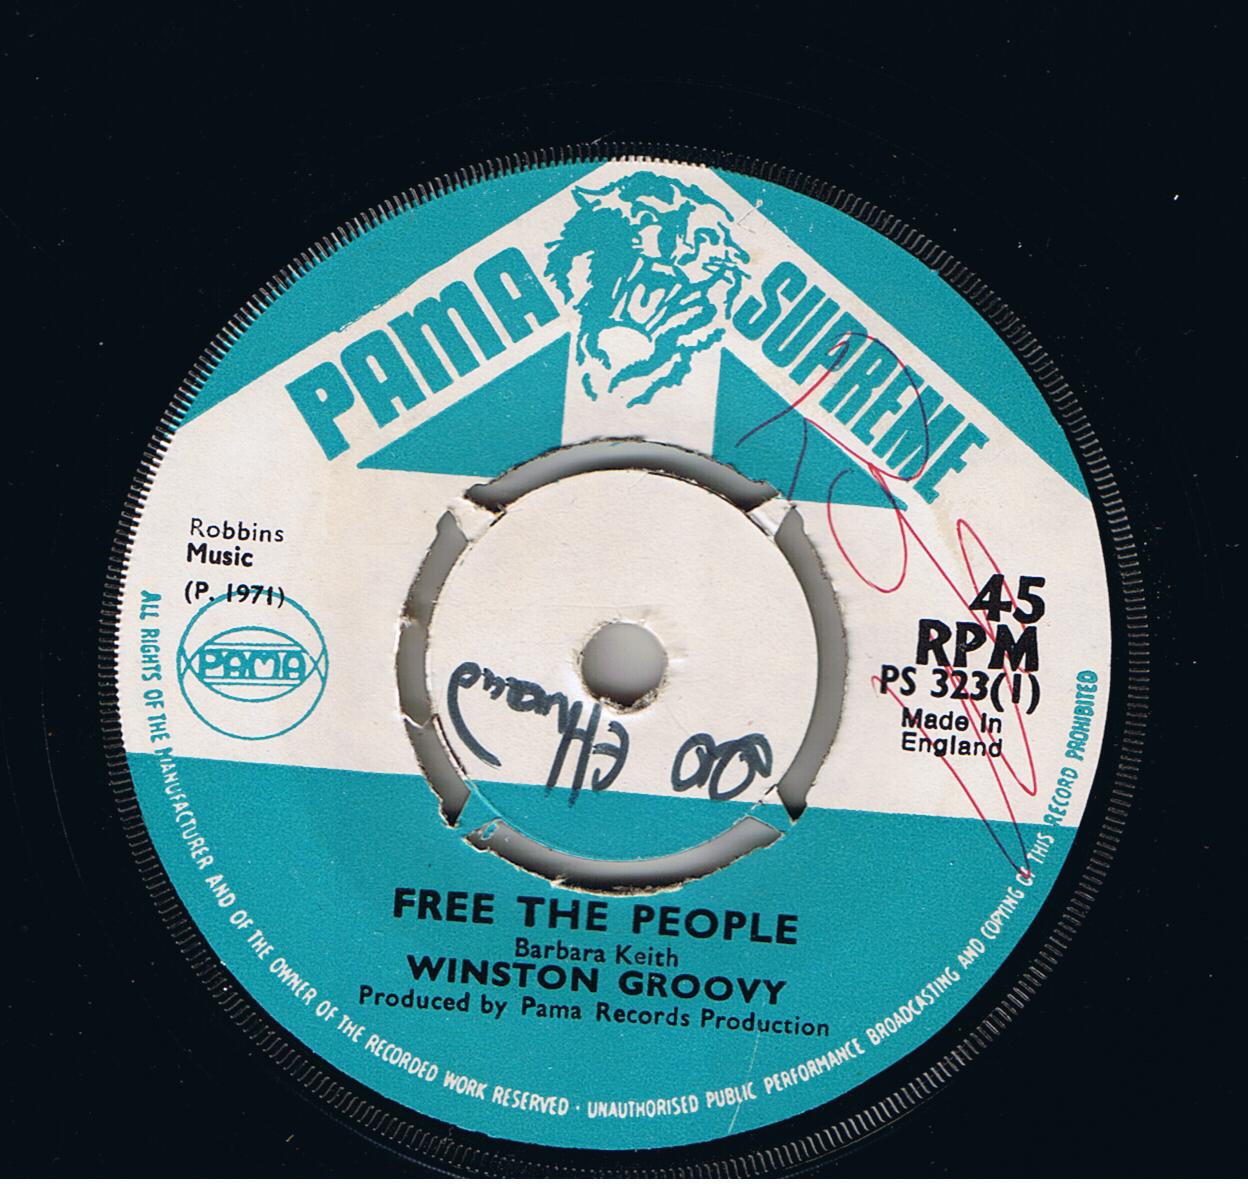 PAMA SUPREME
Robbins
Music
(P. 1971)
PAMA
45
RPM
PS 323(1)
Made In
England
FREE THE PEOPLE
Barbara Keith
WINSTON GROOVY
Produced by Pama Records Production
ALL RIGHTS OF THE MANUFACTURER AND OF THE OWNER OF THE RECORDED WORK RESERVED · UNAUTHORISED PUBLIC PERFORMANCE BROADCASTING AND COPYING OF THIS RECORD PROHIBITED